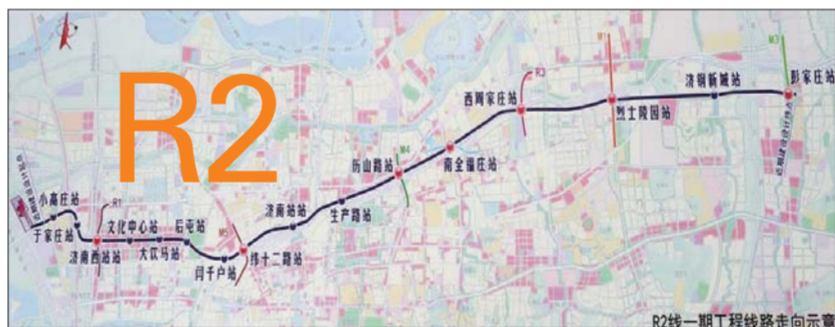 R2
小高庄站
于家庄站
R1
济南西站站
文化中心站
大饮马站
后屯站
闫千户站
M5
纬十二路站
济南站站
生产路站
历山路站
M4
南全福庄站
西周家庄站
R3
M1
烈士陵园站
济钢新城站
M3
彭家庄站
R2线一期工程线路走向示意